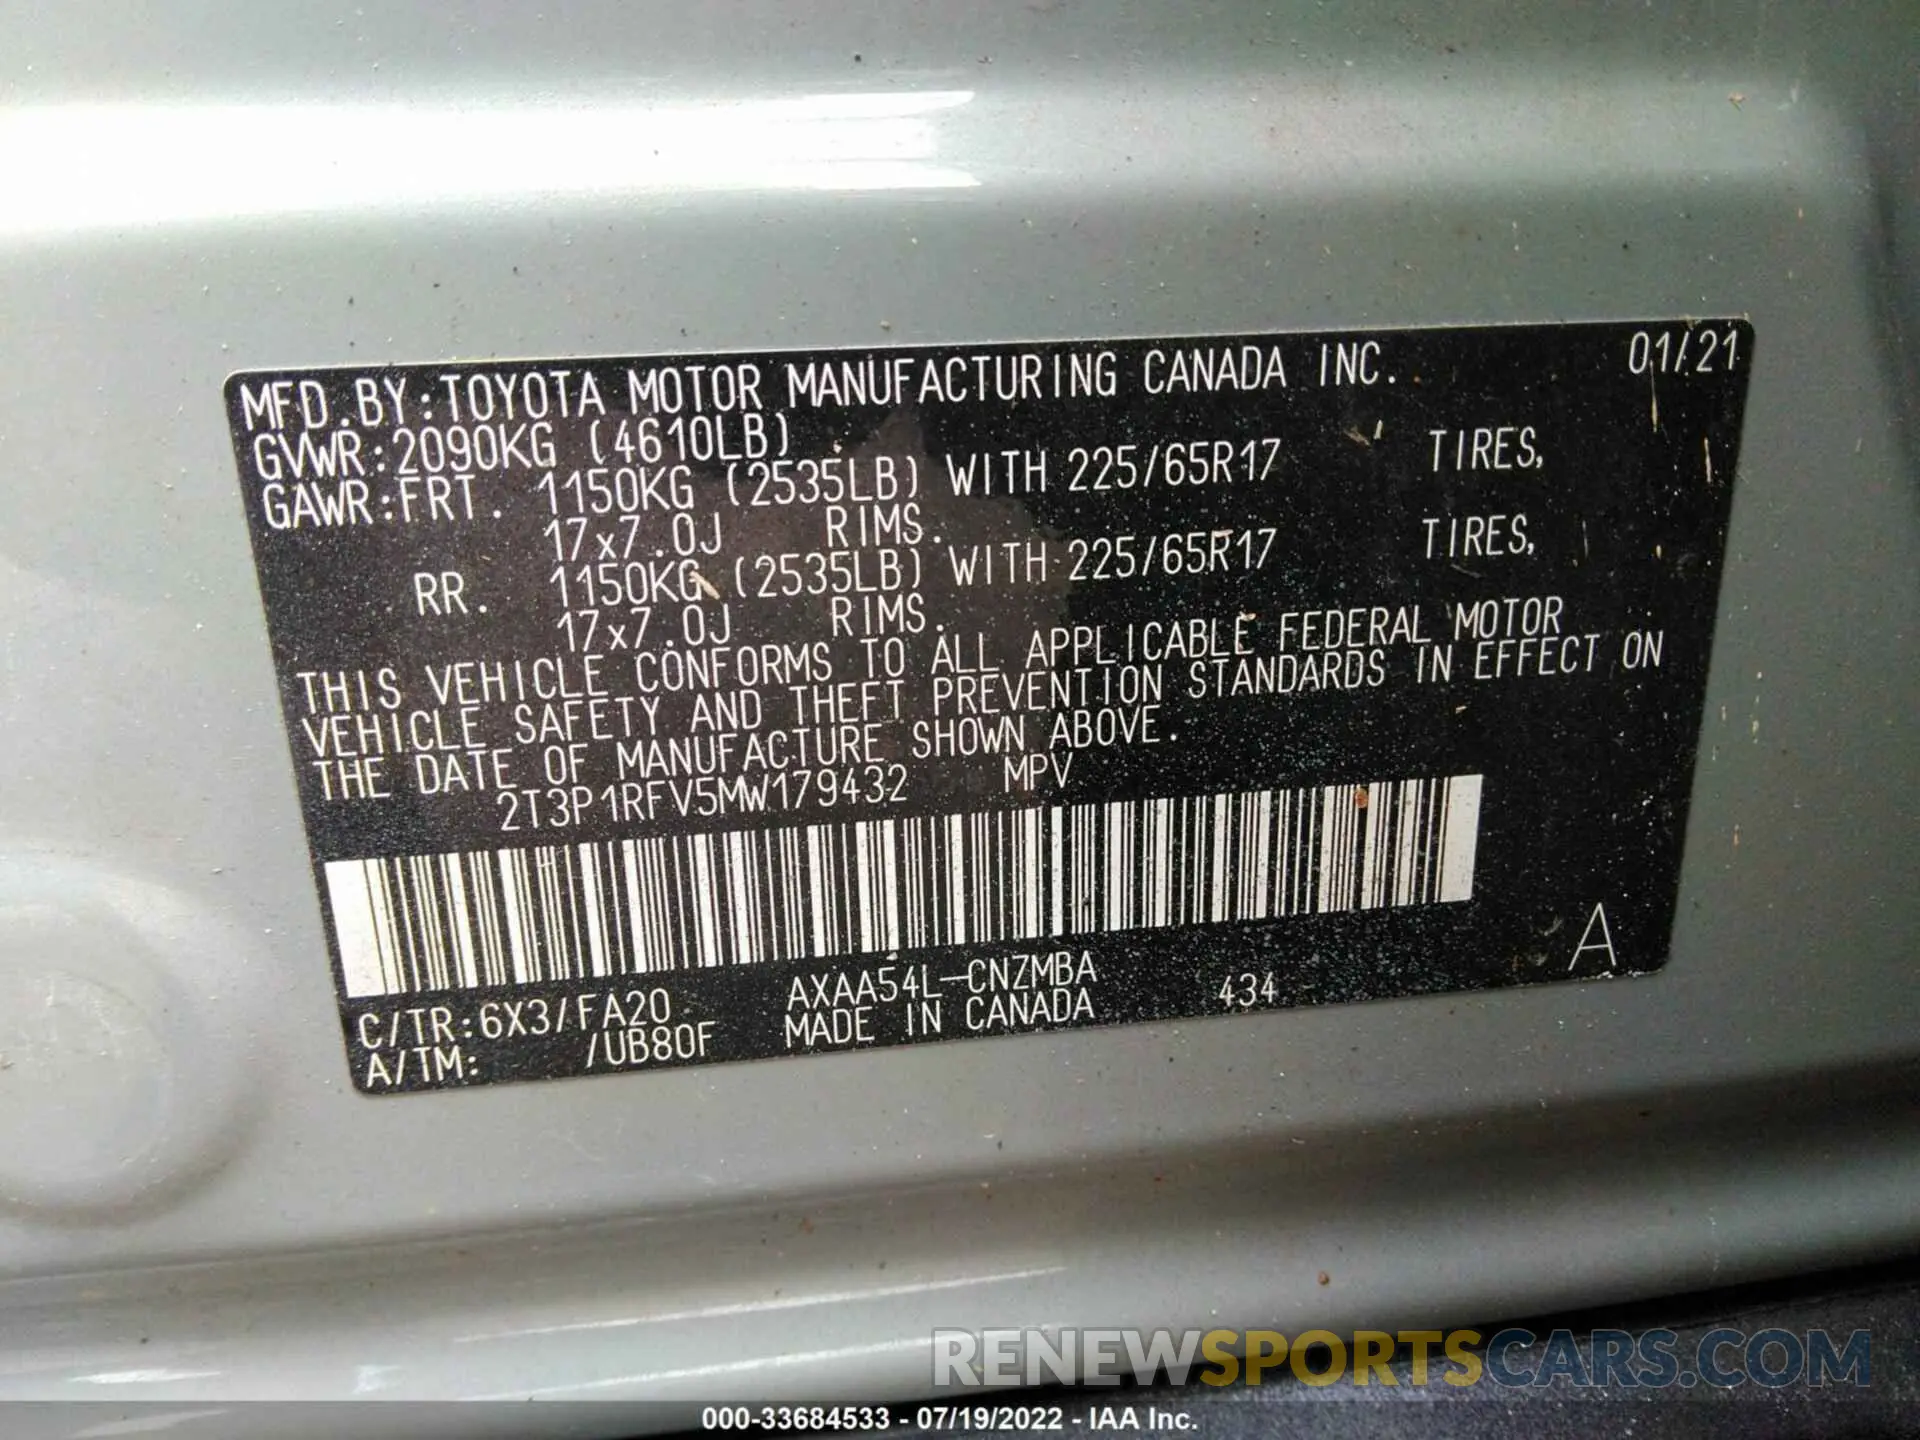 MFD.BY:TOYOTA MOTOR MANUFACTURING CANADA INC. 01/21
GVWR:2090KG (4610LB)
GAWR:FRT. 1150KG (2535LB) WITH 225/65R17 TIRES,
17x7.0J RIMS.
RR. 1150KG (2535LB) WITH 225/65R17 TIRES,
17x7.0J RIMS.
THIS VEHICLE CONFORMS TO ALL APPLICABLE FEDERAL MOTOR
VEHICLE SAFETY AND THEFT PREVENTION STANDARDS IN EFFECT ON
THE DATE OF MANUFACTURE SHOWN ABOVE.
2T3P1RFV5MW179432 MPV
C/TR:6X3/FA20 AXAA54L-CNZMBA 434 A
A/TM: /UB80F MADE IN CANADA
RENEWSPORTSCARS.COM
000-33684533 - 07/19/2022 - IAA Inc.